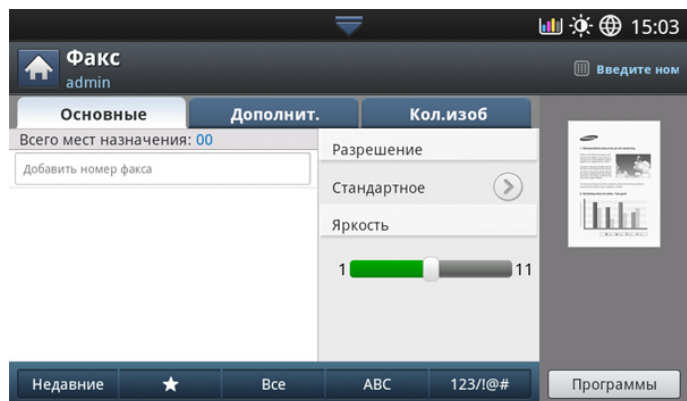 15:03
Факс
admin
Введите ном
Основные
Дополнит.
Кол.изоб
Всего мест назначения: 00
Добавить номер факса
Разрешение
Стандартное
Яркость
1 11
Недавние ★ Все ABC 123/!@# Программы